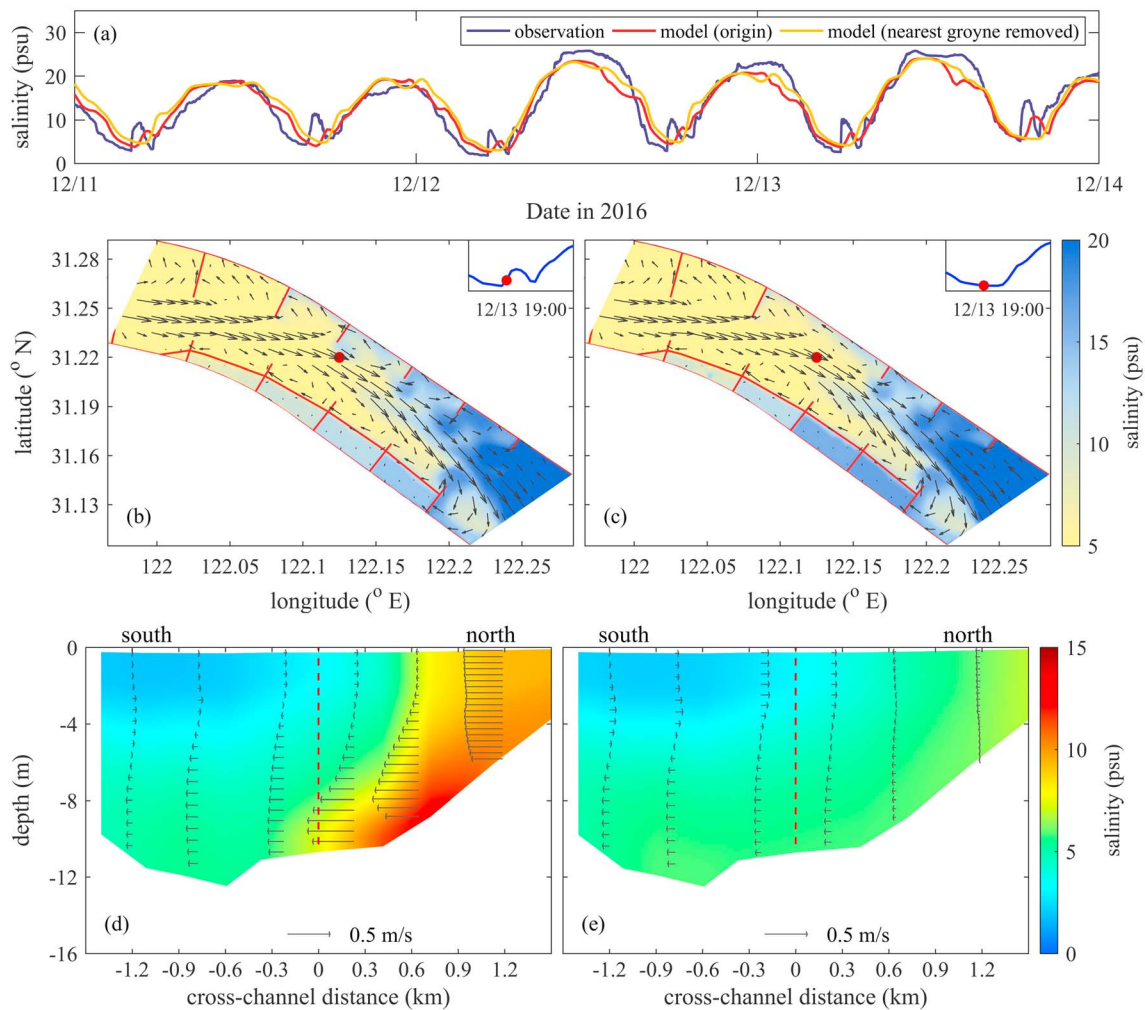 (a)
observation model (origin) model (nearest groyne removed)
salinity (psu)
35
30
20
10
0
12/11 12/12 12/13 12/14
Date in 2016
latitude (° N)
31.28
31.25
31.22
31.19
31.16
31.13
12/13 19:00
(b)
122 122.05 122.1 122.15 122.2 122.25
longitude (° E)
12/13 19:00
(c)
122 122.05 122.1 122.15 122.2 122.25
longitude (° E)
20
15
10
5
salinity (psu)
south north
depth (m)
0
-4
-8
-12
-16
(d)
0.5 m/s
-1.2 -0.9 -0.6 -0.3 0 0.3 0.6 0.9 1.2
cross-channel distance (km)
south north
(e)
0.5 m/s
-1.2 -0.9 -0.6 -0.3 0 0.3 0.6 0.9 1.2
cross-channel distance (km)
15
10
5
0
salinity (psu)